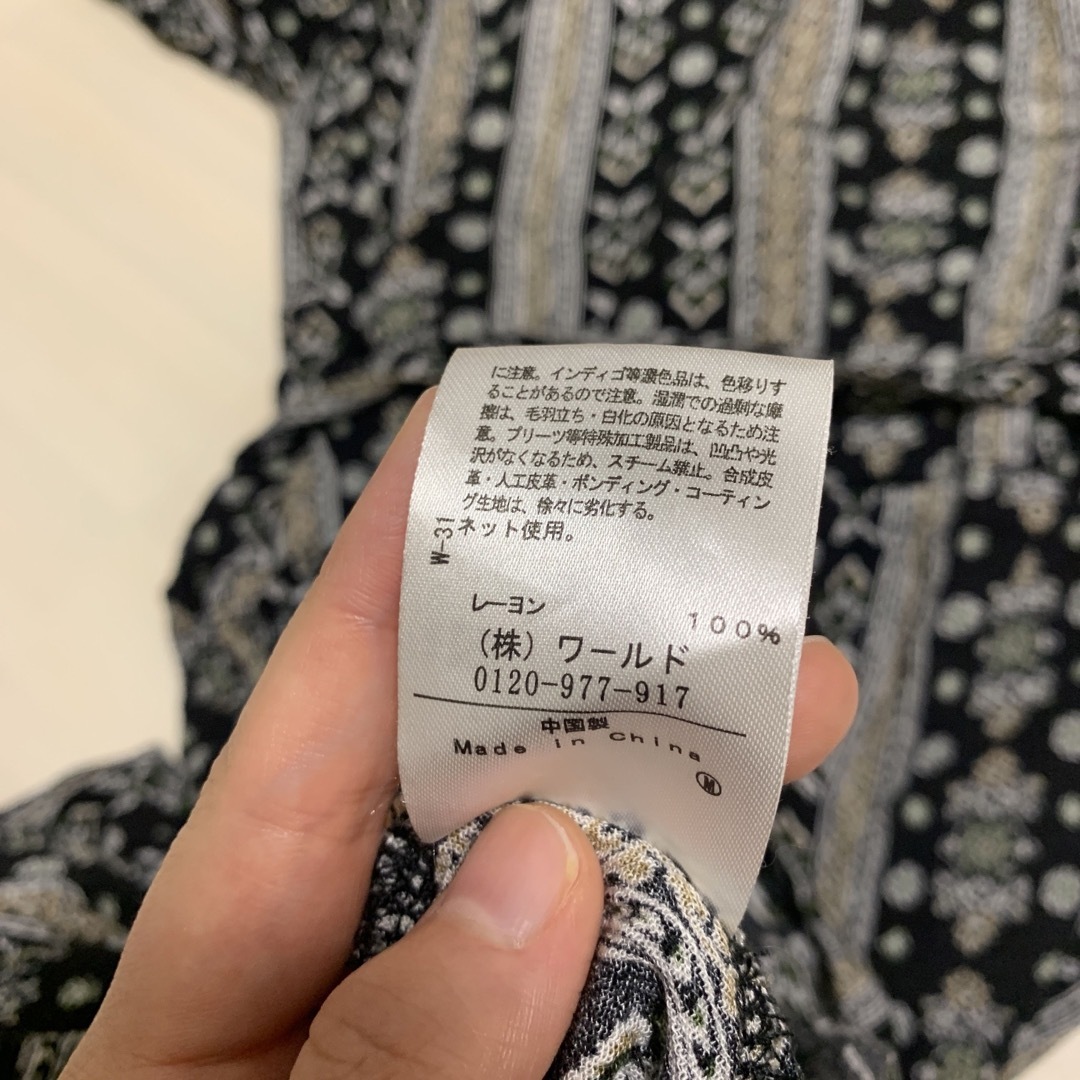 に注意。インディゴ等濃色品は、色移りす
ることがあるので注意。湿潤での過剰な摩
擦は、毛羽立ち・白化の原因となるため注
意。プリーツ等特殊加工製品は、凹凸や光
沢がなくなるため、スチーム禁止。合成皮
革・人工皮革・ボンディング・コーティン
グ生地は、徐々に劣化する。
ネット使用。
W-31
レーヨン 100%
(株) ワールド
0120-977-917
中国製
Made in China
Ⓜ